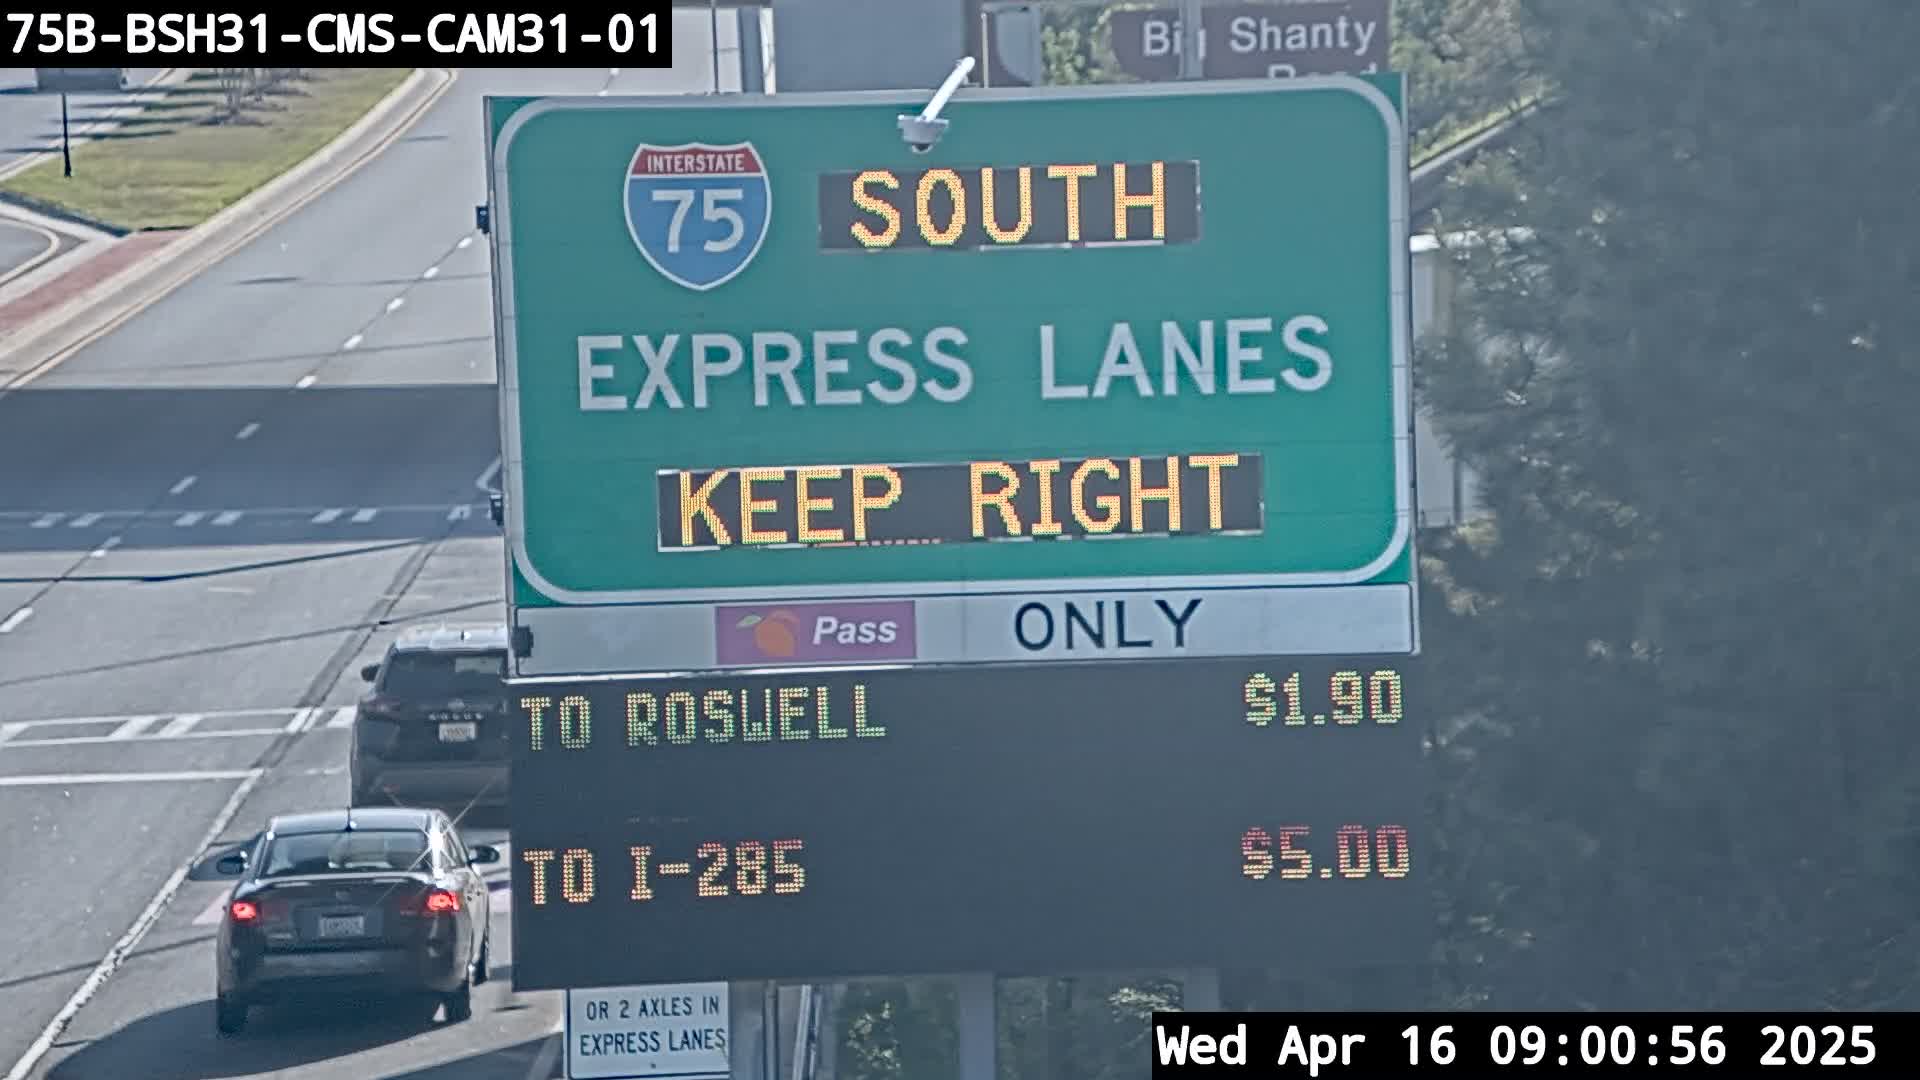 75B-BSH31-CMS-CAM31-01
Big Shanty
Road
INTERSTATE
75
SOUTH
EXPRESS LANES
KEEP RIGHT
Pass ONLY
TO ROSWELL $1.90
TO I-285 $5.00
OR 2 AXLES IN
EXPRESS LANES
Wed Apr 16 09:00:56 2025